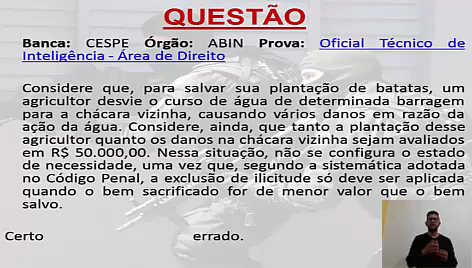 QUESTÃO
Banca: CESPE Órgão: ABIN Prova: Oficial Técnico de
Inteligência - Área de Direito
Considere que, para salvar sua plantação de batatas, um
agricultor desvie o curso de água de determinada barragem
para a chácara vizinha, causando vários danos em razão da
ação da água. Considere, ainda, que tanto a plantação desse
agricultor quanto os danos na chácara vizinha sejam avaliados
em R$ 50.000,00. Nessa situação, não se configura o estado
de necessidade, uma vez que, segundo a sistemática adotada
no Código Penal, a exclusão de ilicitude só deve ser aplicada
quando o bem sacrificado for de menor valor que o bem
salvo.
Certo errado.